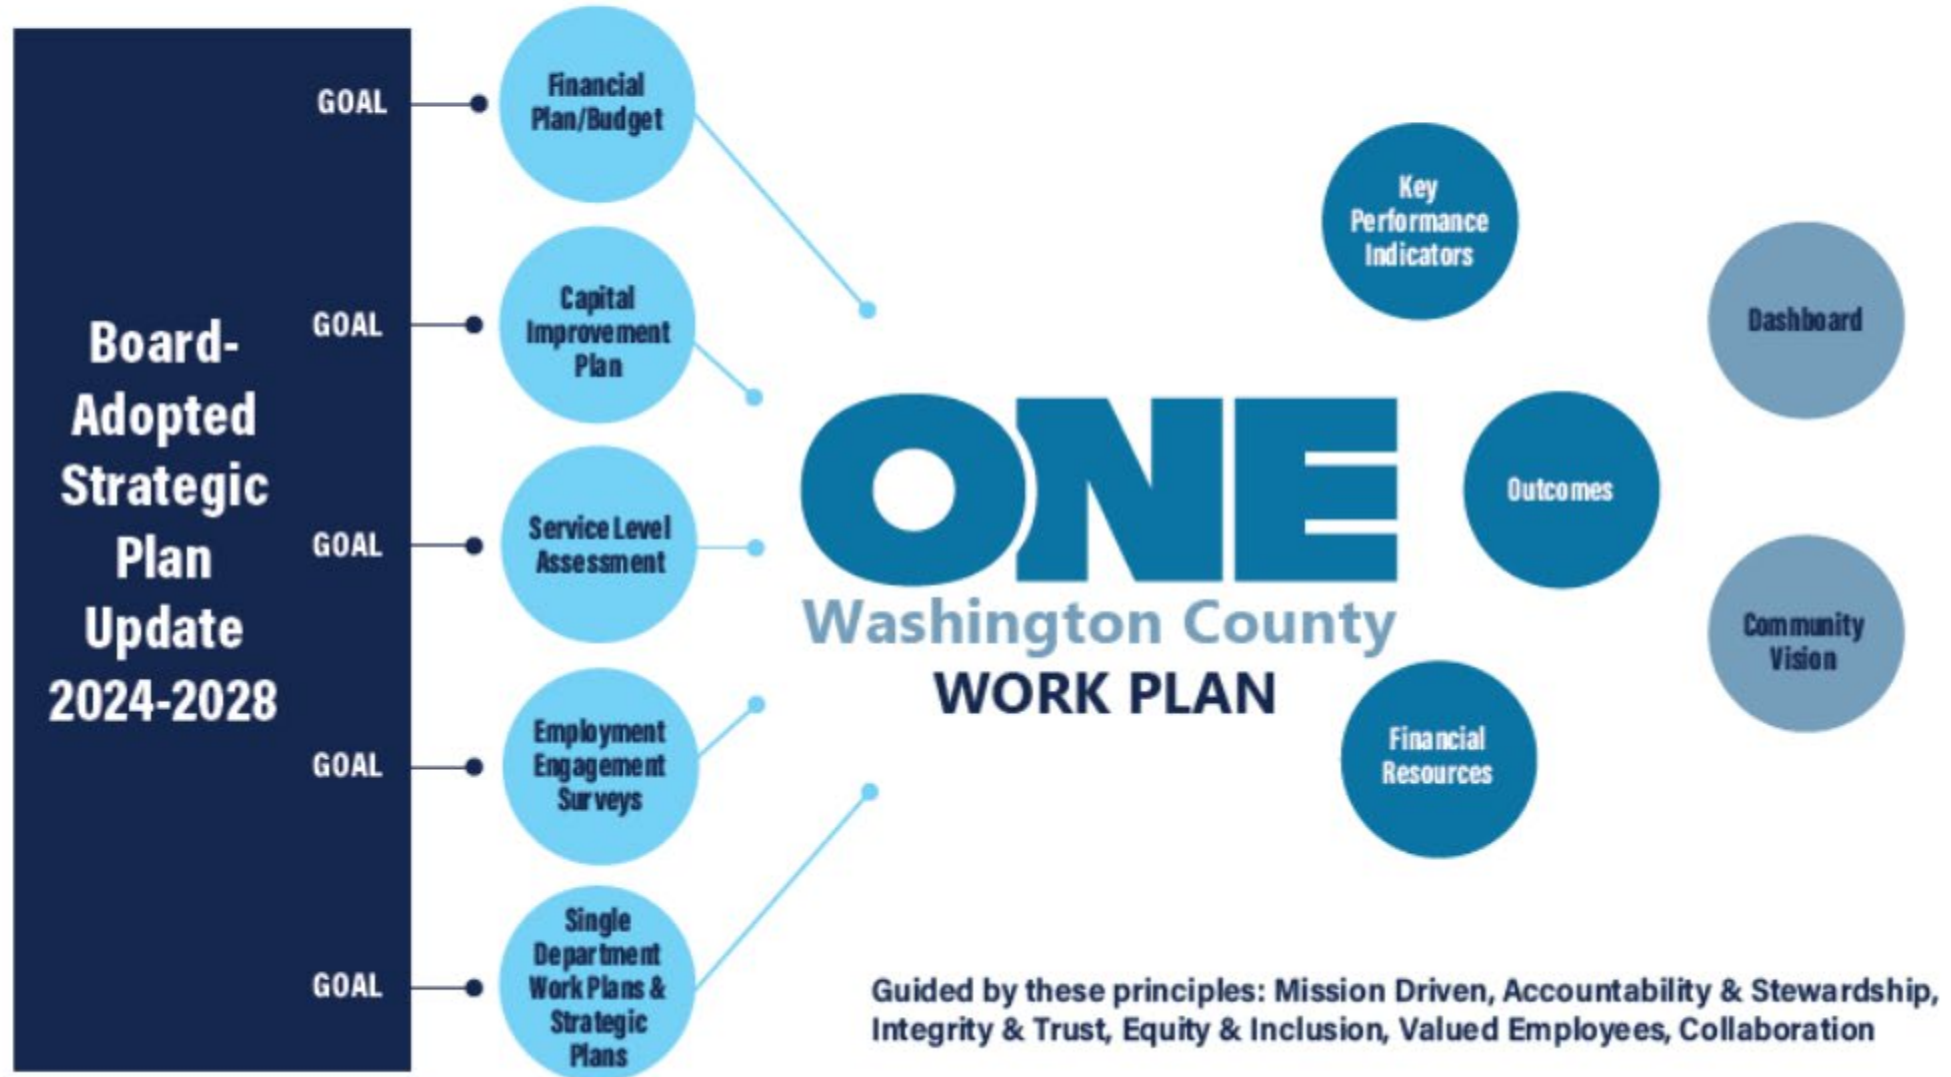 Board-
Adopted
Strategic
Plan
Update
2024-2028
GOAL
Financial
Plan/Budget
GOAL
Capital
Improvement
Plan
GOAL
Service Level
Assessment
GOAL
Employment
Engagement
Surveys
GOAL
Single
Department
Work Plans &
Strategic
Plans
ONE
Washington County
WORK PLAN
Key
Performance
Indicators
Outcomes
Financial
Resources
Dashboard
Community
Vision
Guided by these principles: Mission Driven, Accountability & Stewardship,
Integrity & Trust, Equity & Inclusion, Valued Employees, Collaboration